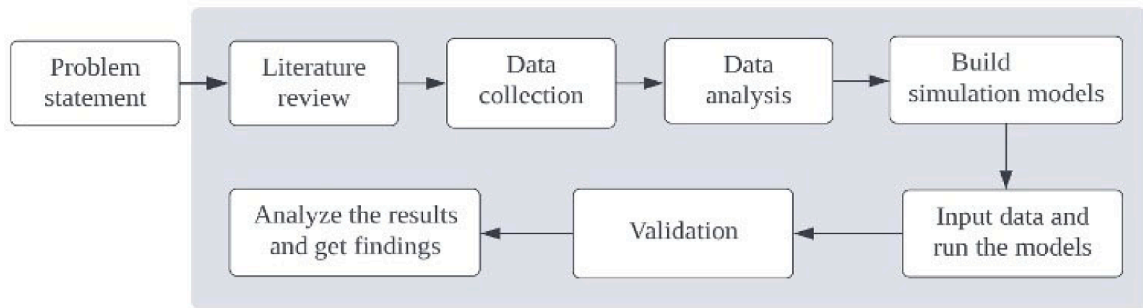 Problem
statement
Literature
review
Data
collection
Data
analysis
Build
simulation models
Input data and
run the models
Validation
Analyze the results
and get findings